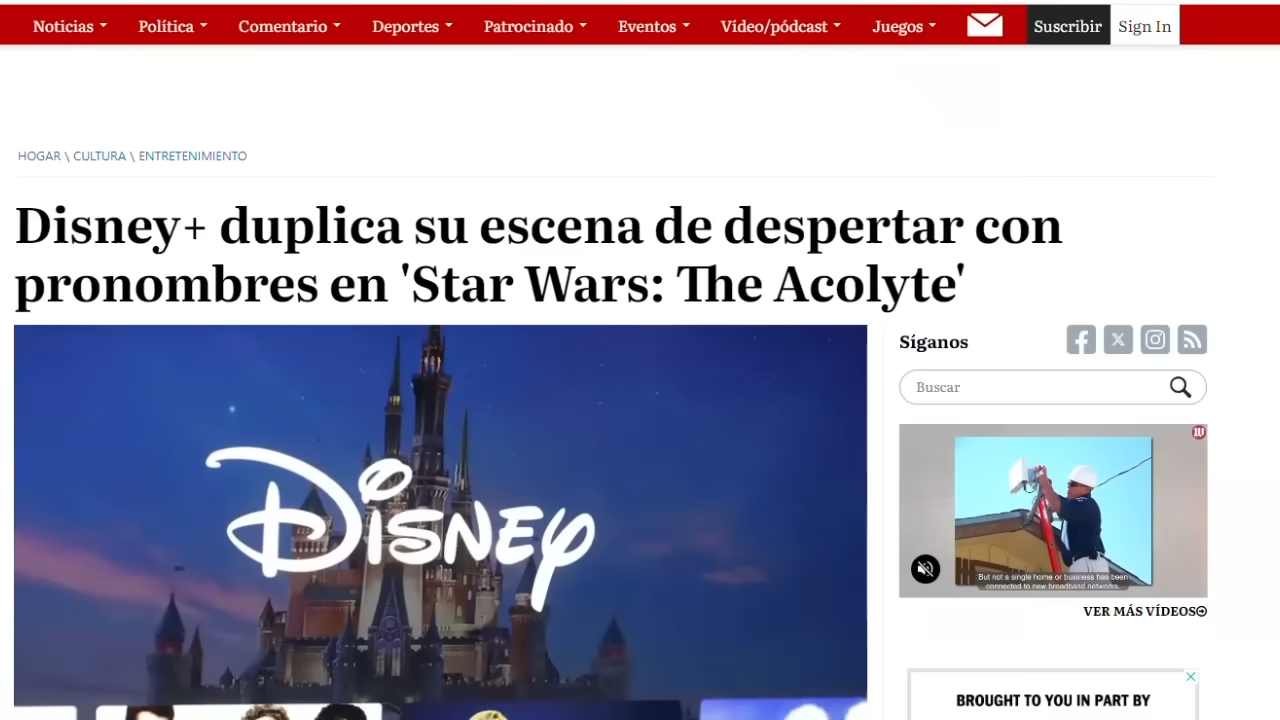 Noticias Política Comentario Deportes Patrocinado Eventos Vídeo/pódcast Juegos Suscribir Sign In
HOGAR \ CULTURA \ ENTRETENIMIENTO
Disney+ duplica su escena de despertar con
pronombres en 'Star Wars: The Acolyte'
Disney
Síganos
Buscar
But not a single home or business has been
connected to new broadband networks.
VER MÁS VÍDEOS
BROUGHT TO YOU IN PART BY